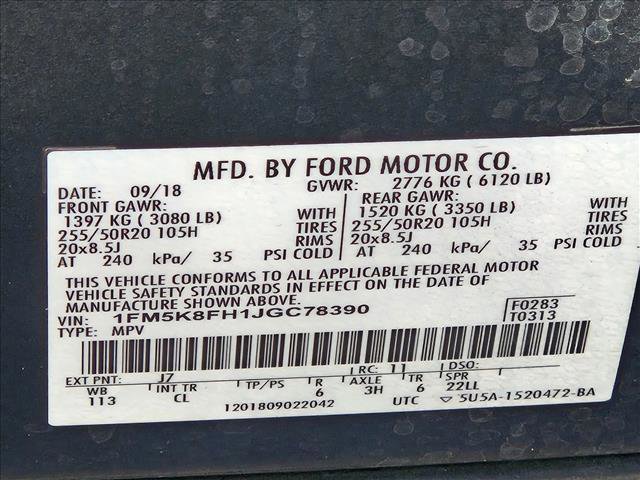 MFD. BY FORD MOTOR CO.
DATE: 09/18 GVWR: 2776 KG ( 6120 LB)
FRONT GAWR: REAR GAWR:
1397 KG ( 3080 LB) WITH 1520 KG ( 3350 LB) WITH
255/50R20 105H TIRES 255/50R20 105H TIRES
20x8.5J RIMS 20x8.5J RIMS
AT 240 kPa/ 35 PSI COLD AT 240 kPa/ 35 PSI COLD
THIS VEHICLE CONFORMS TO ALL APPLICABLE FEDERAL MOTOR
VEHICLE SAFETY STANDARDS IN EFFECT ON THE DATE OF
MANUFACTURE SHOWN ABOVE.
VIN: 1FM5K8FH1JGC78390 F0283
TYPE: MPV T0313
EXT PNT: J7 RC: 11 DSO:
WB INT TR TP/PS R AXLE TR SPR
113 CL 6 3H 6 22LL
1201809022042 UTC ▽ 5U5A-1520472-BA